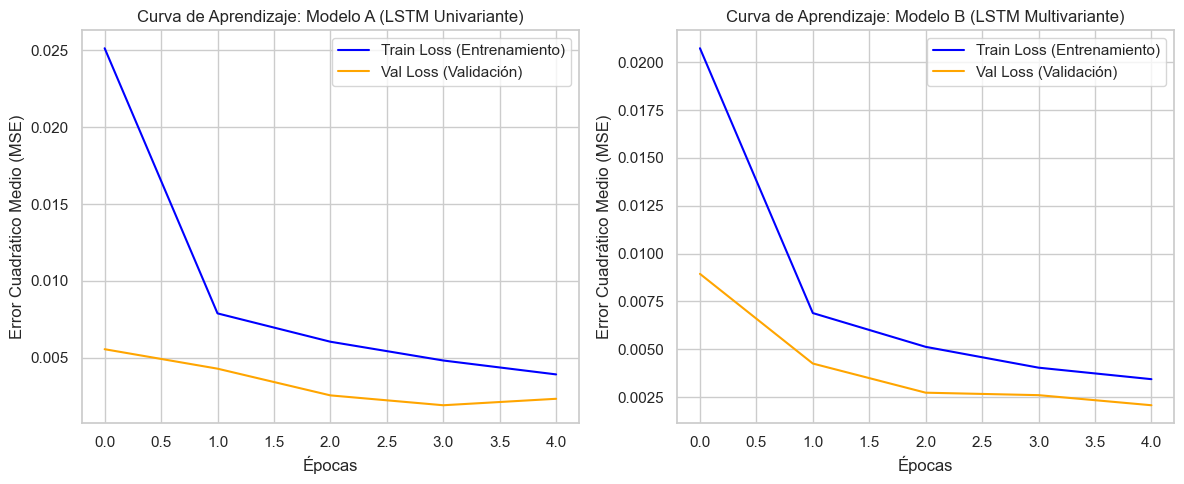 Curva de Aprendizaje: Modelo A (LSTM Univariante)
Train Loss (Entrenamiento)
Val Loss (Validación)
Error Cuadrático Medio (MSE)
0.025
0.020
0.015
0.010
0.005
0.0 0.5 1.0 1.5 2.0 2.5 3.0 3.5 4.0
Épocas
Curva de Aprendizaje: Modelo B (LSTM Multivariante)
Train Loss (Entrenamiento)
Val Loss (Validación)
Error Cuadrático Medio (MSE)
0.0200
0.0175
0.0150
0.0125
0.0100
0.0075
0.0050
0.0025
0.0 0.5 1.0 1.5 2.0 2.5 3.0 3.5 4.0
Épocas